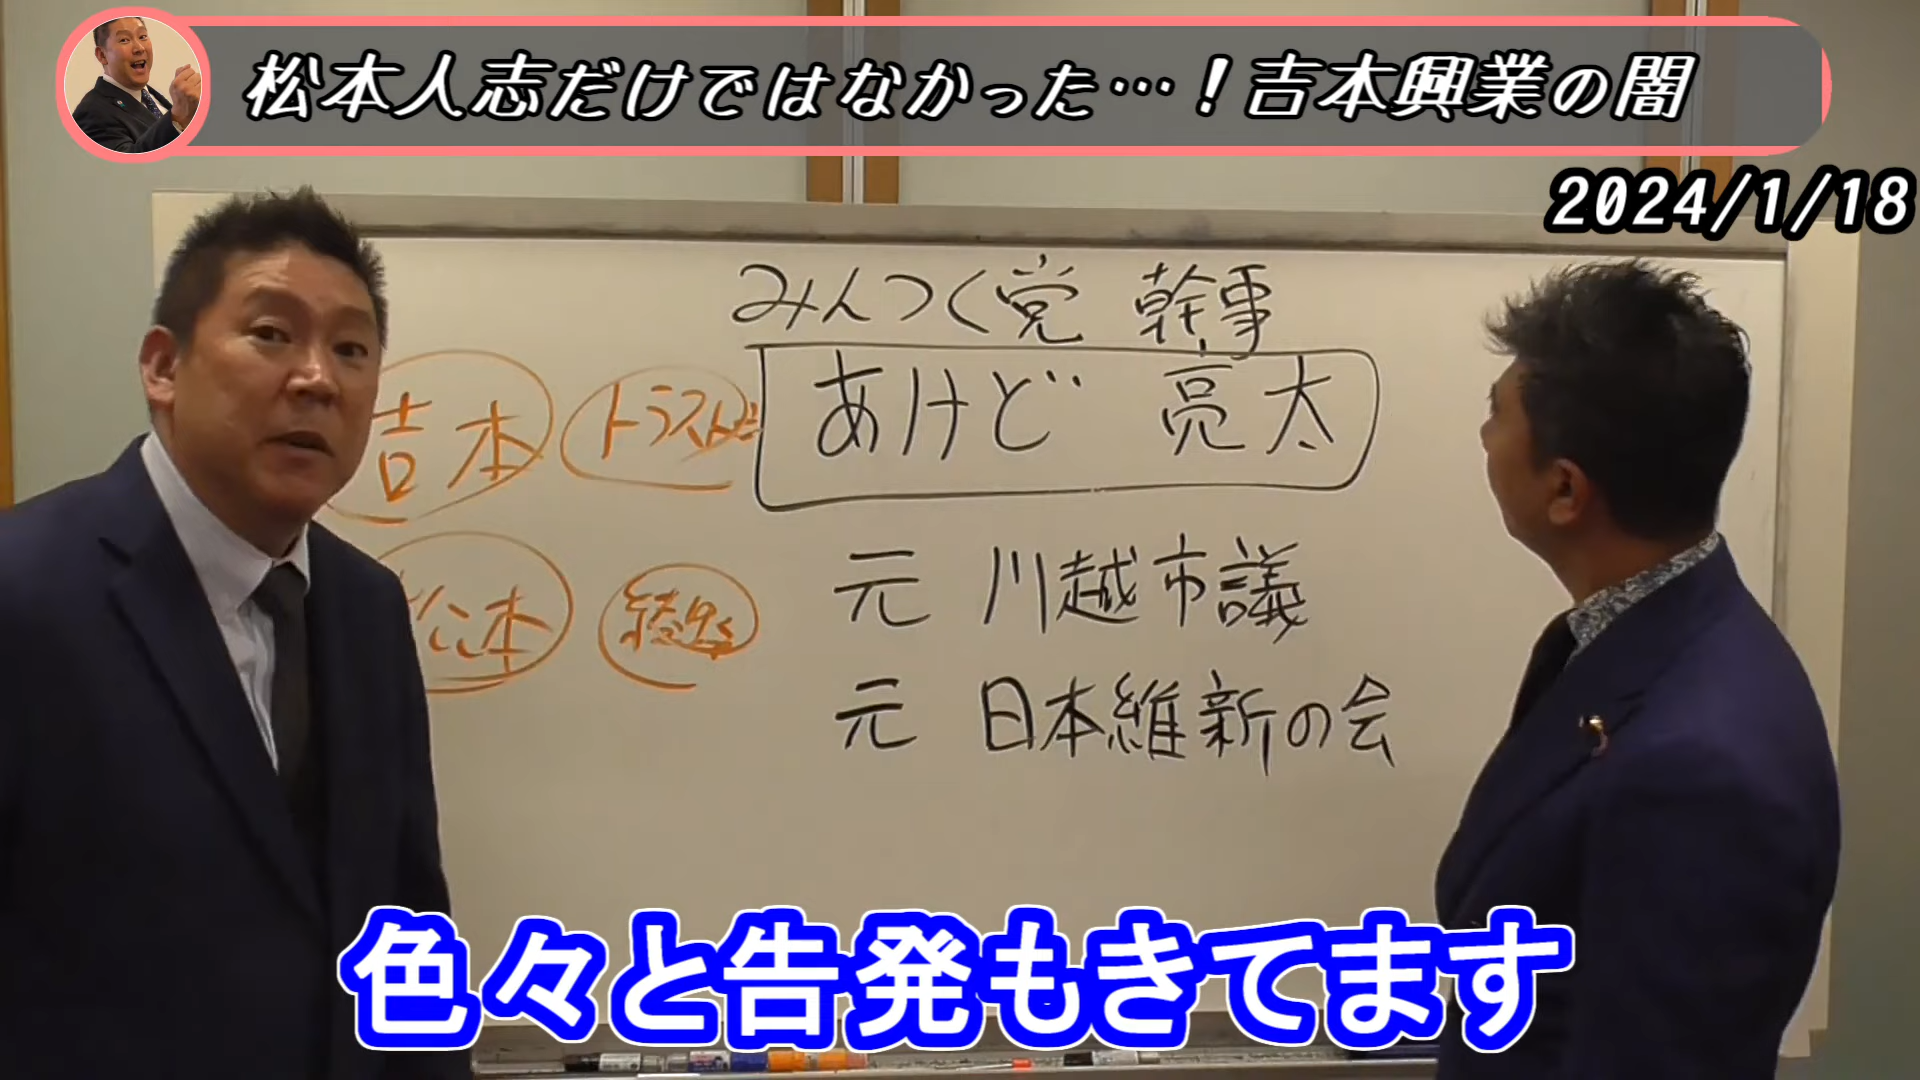 松本人志だけではなかった…！吉本興業の闇
2024/1/18
みんつく党 幹事
あけど 亮太
吉本
トラスト
松本
元 川越市議
元 日本維新の会
色々と告発もきてます